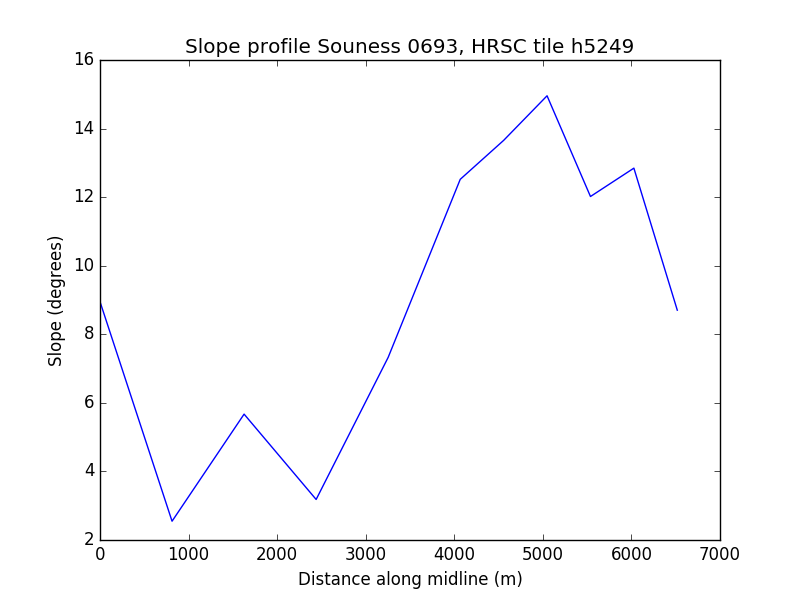 Slope profile Souness 0693, HRSC tile h5249
16
14
12
10
8
6
4
2
Slope (degrees)
0 1000 2000 3000 4000 5000 6000 7000
Distance along midline (m)